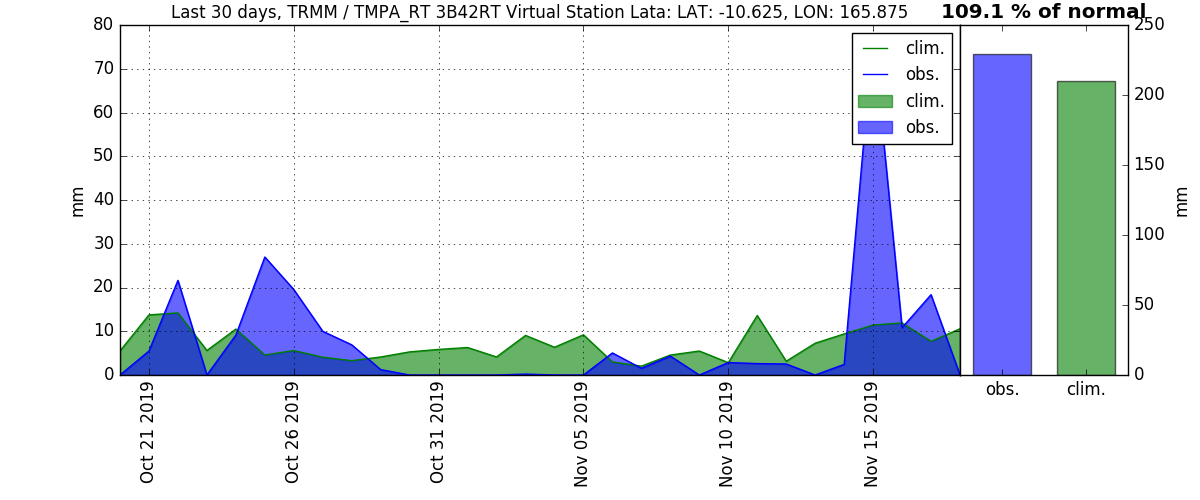 Last 30 days, TRMM / TMPA_RT 3B42RT Virtual Station Lata: LAT: -10.625, LON: 165.875
109.1 % of normal
80
70
60
50
40
30
20
10
0
mm
clim.
obs.
clim.
obs.
Oct 21 2019
Oct 26 2019
Oct 31 2019
Nov 05 2019
Nov 10 2019
Nov 15 2019
250
200
150
100
50
0
mm
obs.
clim.